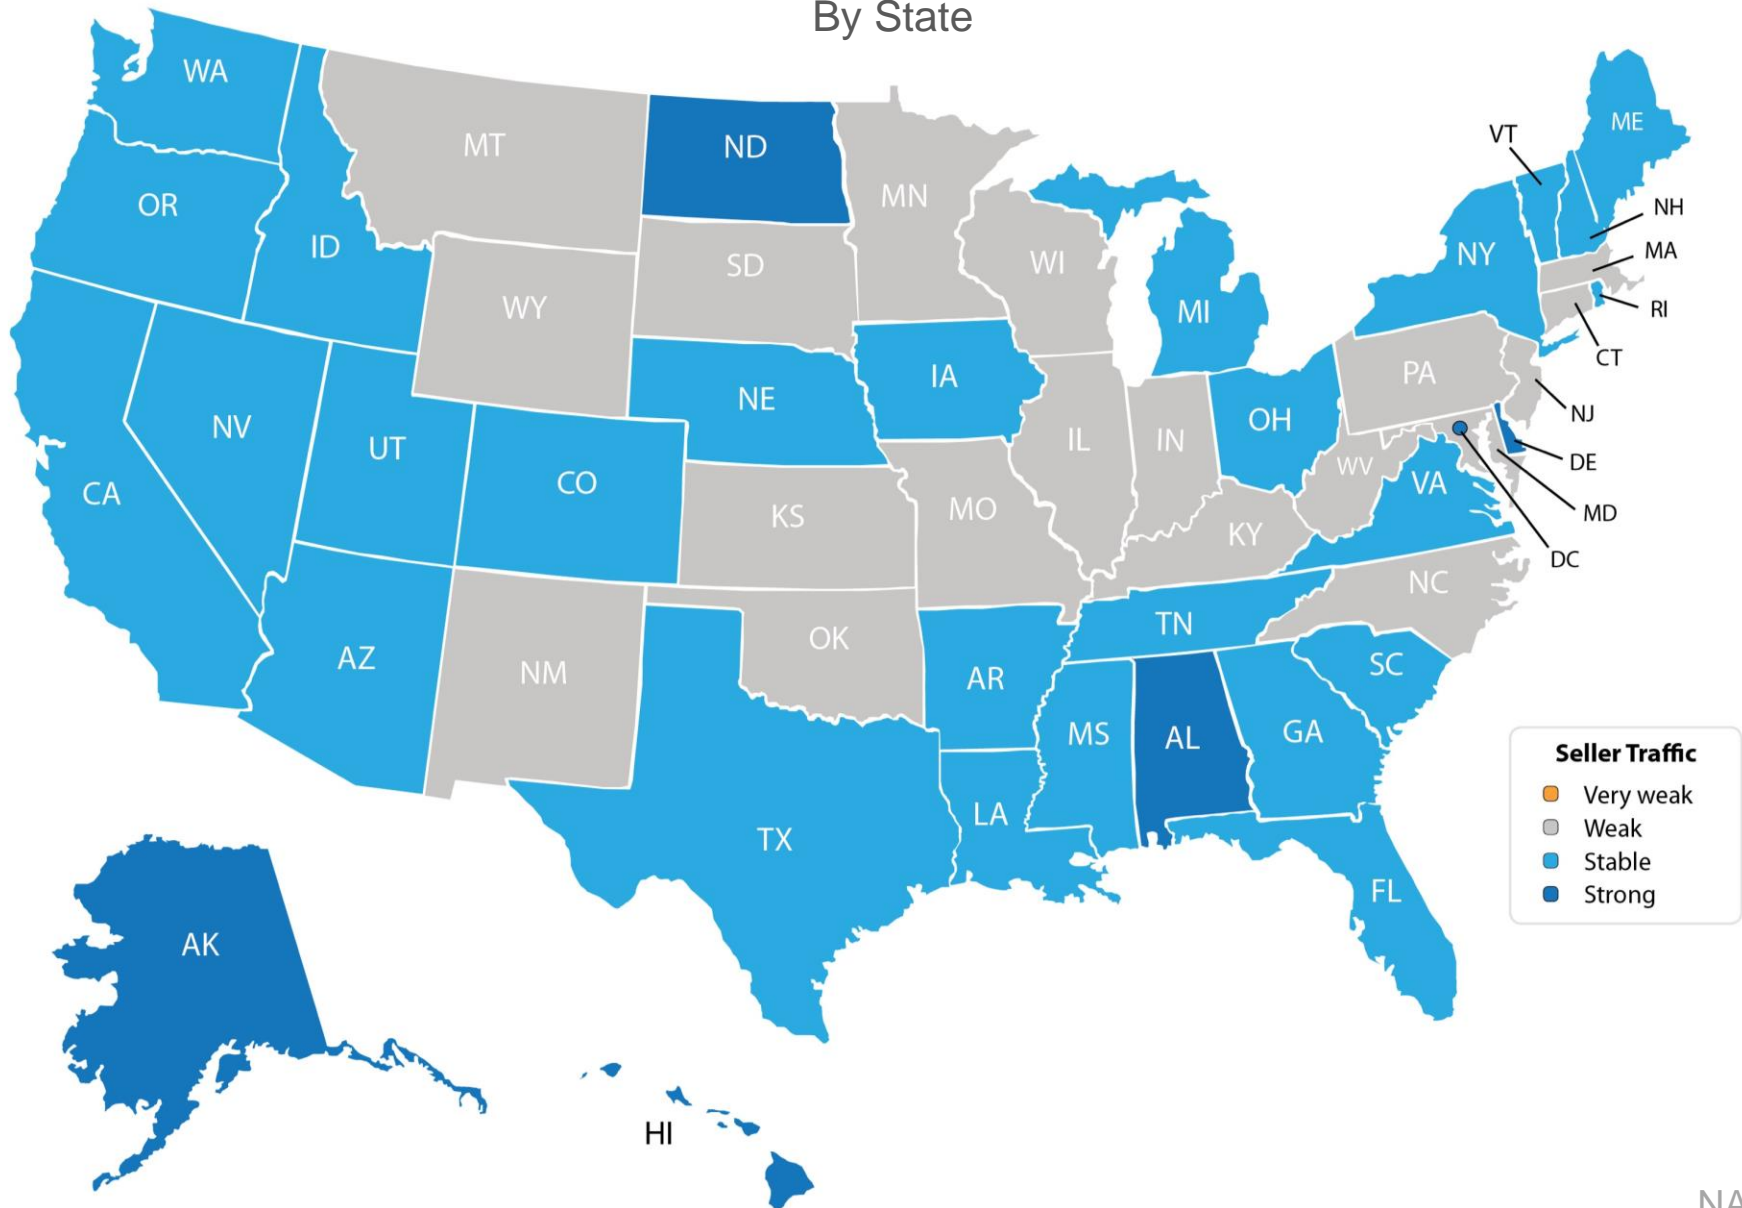 By State
WA
MT
ND
MN
OR
ID
SD
WI
MI
VT
ME
NH
NY
MA
RI
CT
WY
NE
IA
PA
NJ
NV
UT
CO
IL
IN
OH
WV
VA
DE
MD
DC
CA
KS
MO
KY
NC
AZ
NM
OK
TN
AR
SC
MS
AL
GA
TX
LA
FL
AK
HI
Seller Traffic
Very weak
Weak
Stable
Strong
NA